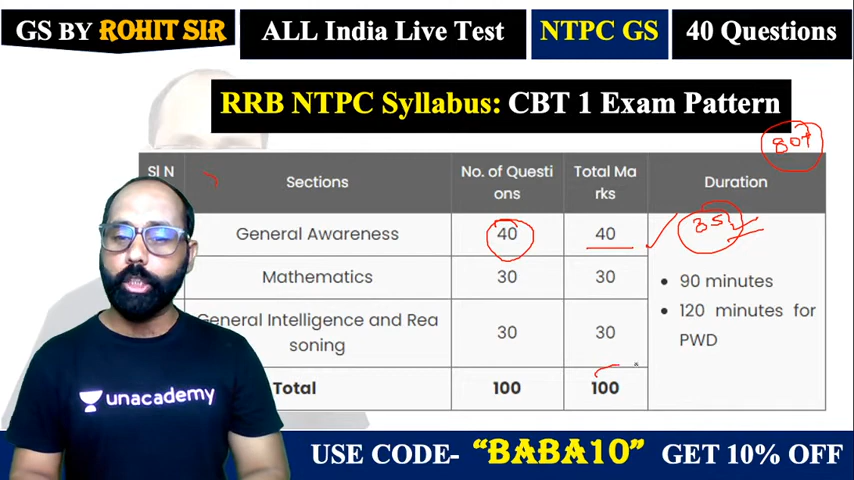 GS BY ROHIT SIR
ALL India Live Test
NTPC GS
40 Questions
RRB NTPC Syllabus: CBT 1 Exam Pattern
80+
Sl N
Sections
No. of Questi
ons
Total Ma
rks
Duration
General Awareness
40
40
35
Mathematics
30
30
General Intelligence and Rea
soning
30
30
Total
100
100
• 90 minutes
• 120 minutes for
PWD
unacademy
USE CODE- “BABA10” GET 10% OFF